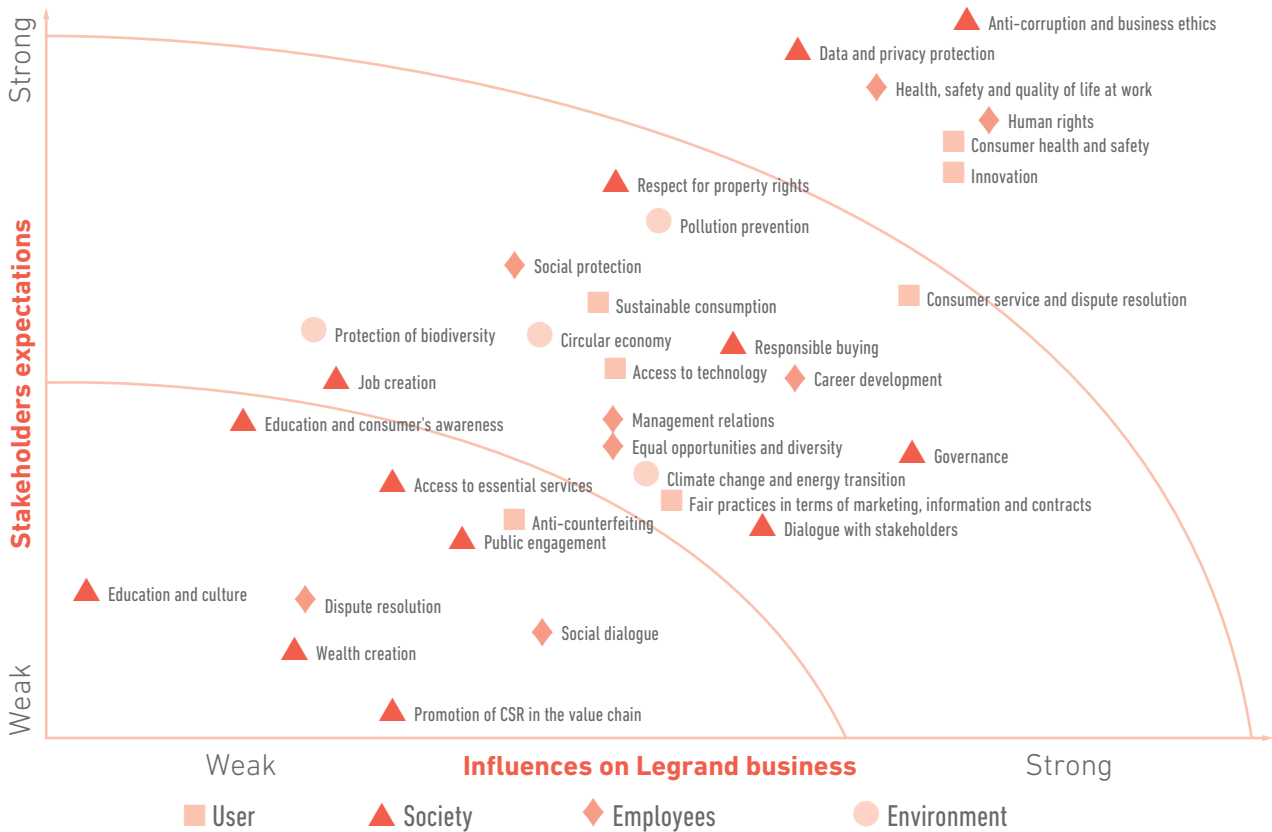 Strong
Stakeholders expectations
Weak
Anti-corruption and business ethics
Data and privacy protection
Health, safety and quality of life at work
Human rights
Consumer health and safety
Innovation
Respect for property rights
Pollution prevention
Social protection
Sustainable consumption
Consumer service and dispute resolution
Protection of biodiversity
Circular economy
Responsible buying
Access to technology
Career development
Job creation
Management relations
Education and consumer's awareness
Equal opportunities and diversity
Governance
Climate change and energy transition
Access to essential services
Fair practices in terms of marketing, information and contracts
Anti-counterfeiting
Dialogue with stakeholders
Public engagement
Education and culture
Dispute resolution
Social dialogue
Wealth creation
Promotion of CSR in the value chain
Weak
Influences on Legrand business
Strong
User
Society
Employees
Environment